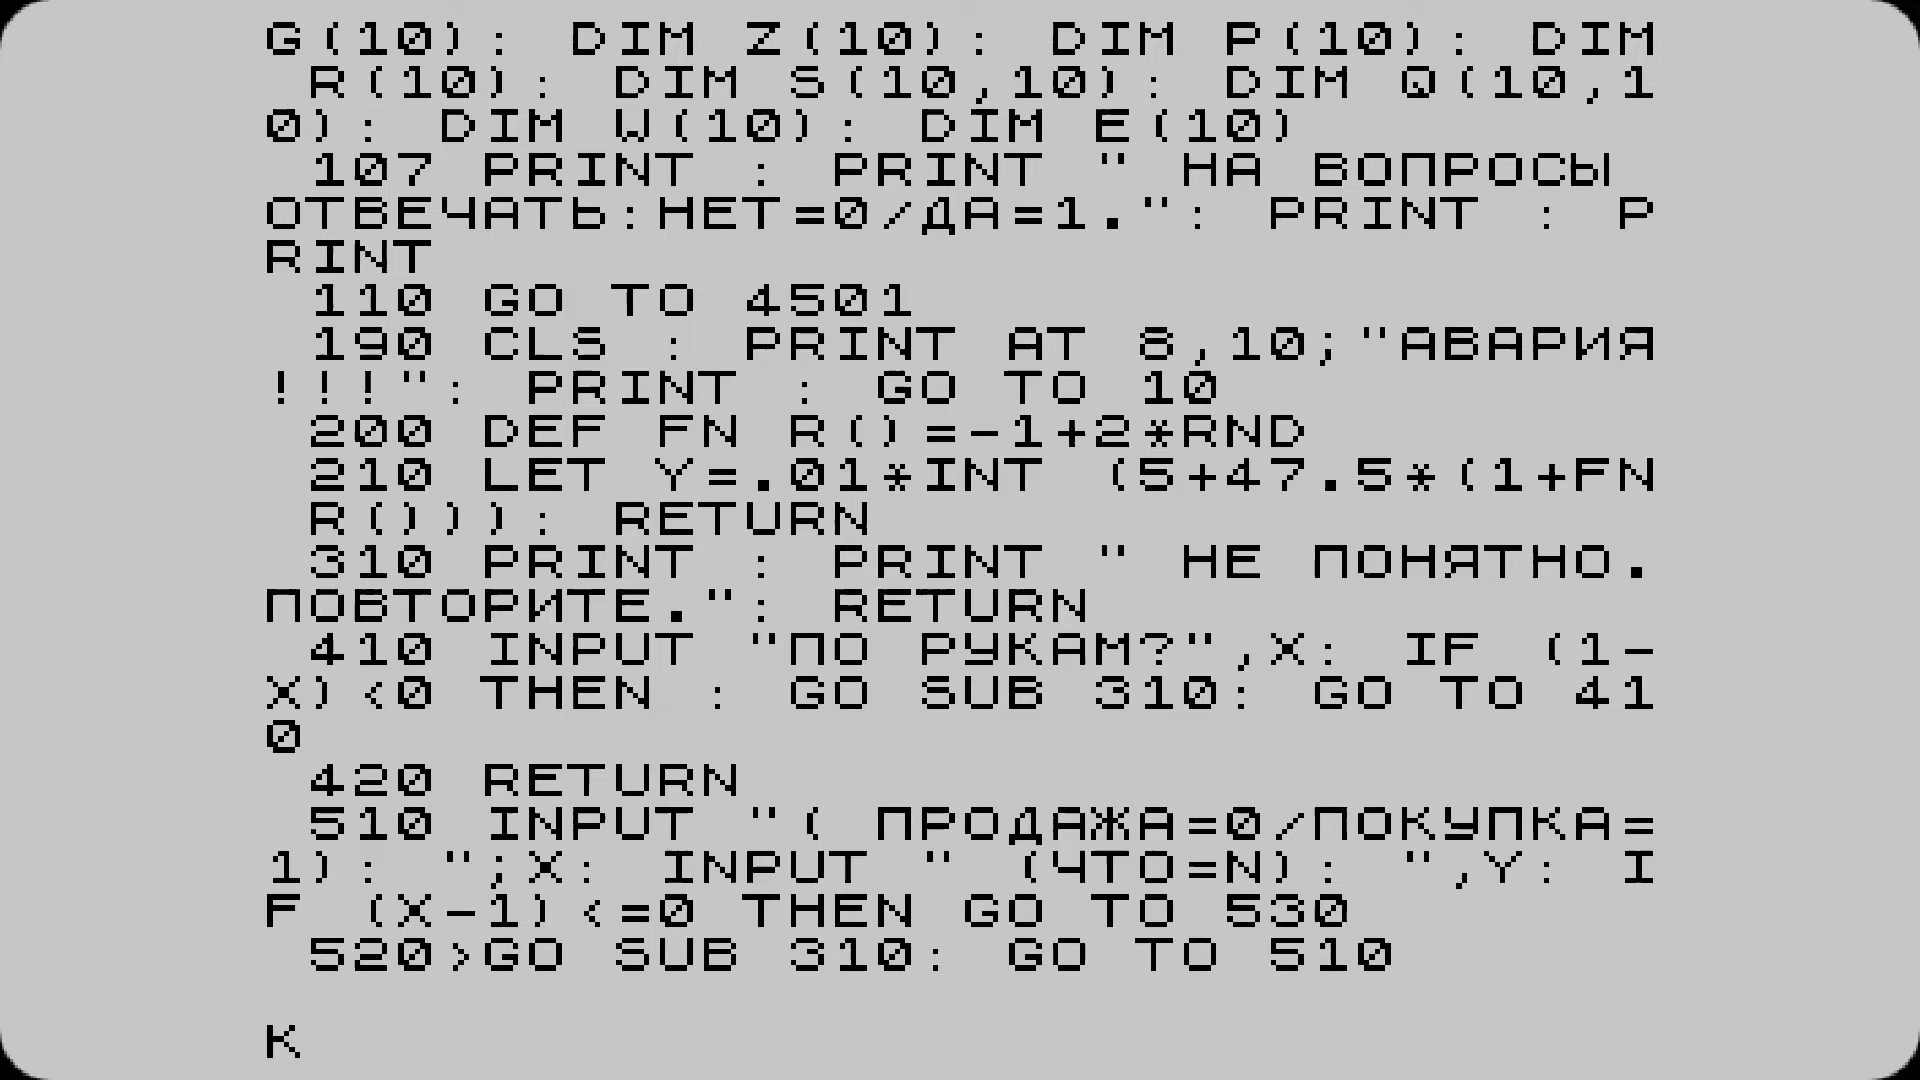 G(10): DIM Z(10): DIM P(10): DIM
R(10): DIM S(10,10): DIM Q(10,1
0): DIM W(10): DIM E(10)
107 PRINT : PRINT " НА ВОПРОСЫ
ОТВЕЧАТЬ:НЕТ=0/ДА=1.": PRINT : P
RINT
110 GO TO 4501
190 CLS : PRINT AT 8,10;"АВАРИЯ
!!!": PRINT : GO TO 10
200 DEF FN R()=-1+2*RND
210 LET Y=.01*INT (5+47.5*(1+FN
R())): RETURN
310 PRINT : PRINT " НЕ ПОНЯТНО.
ПОВТОРИТЕ.": RETURN
410 INPUT "ПО РУКАМ?",X: IF (1-
X)<0 THEN : GO SUB 310: GO TO 41
0
420 RETURN
510 INPUT "( ПРОДАЖА=0/ПОКУПКА=
1): ";X: INPUT " (ЧТО=N): ",Y: I
F (X-1)<=0 THEN GO TO 530
520>GO SUB 310: GO TO 510
K